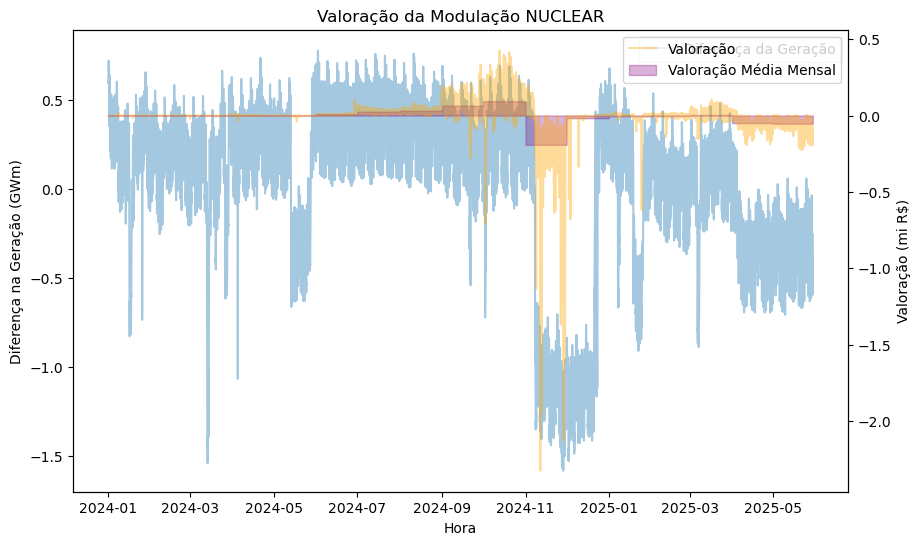 Valoração da Modulação NUCLEAR
Valoração
da Geração
Valoração Média Mensal
Diferença na Geração (GWm)
0.5
0.0
−0.5
−1.0
−1.5
0.5
0.0
−0.5
−1.0
−1.5
−2.0
Valoração (mi R$)
2024-01 2024-03 2024-05 2024-07 2024-09 2024-11 2025-01 2025-03 2025-05
Hora